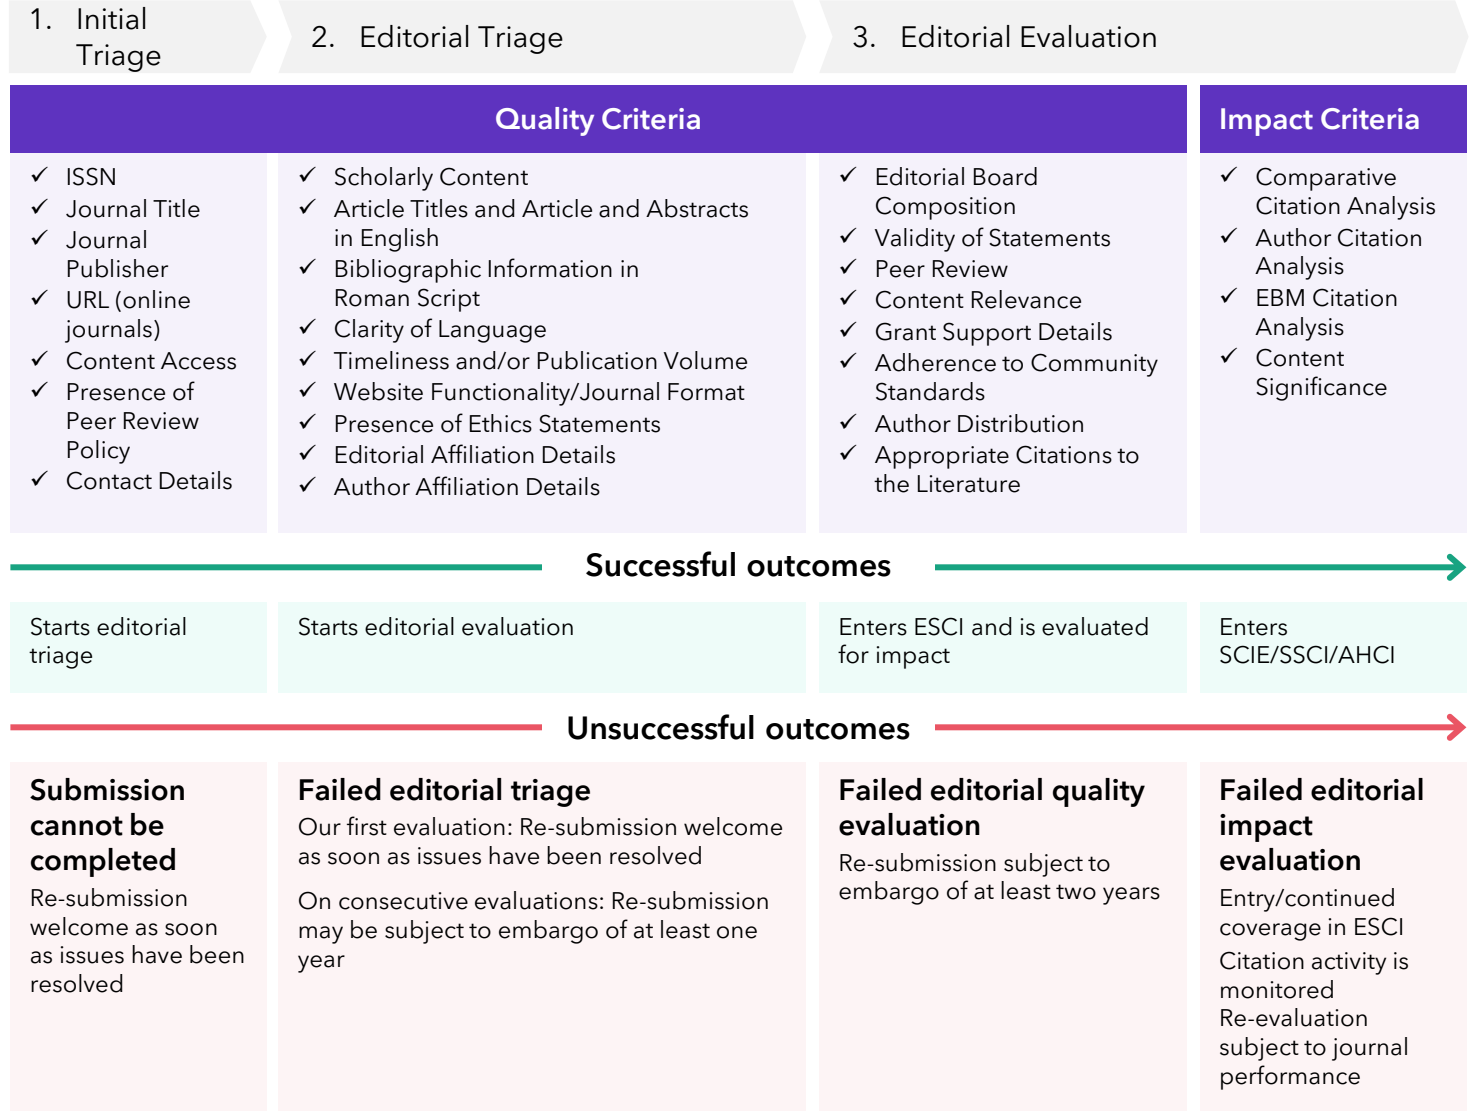 1. Initial
Triage
2. Editorial Triage
3. Editorial Evaluation
Quality Criteria
Impact Criteria
✓ ISSN
✓ Journal Title
✓ Journal
Publisher
✓ URL (online
journals)
✓ Content Access
✓ Presence of
Peer Review
Policy
✓ Contact Details
✓ Scholarly Content
✓ Article Titles and Article and Abstracts
in English
✓ Bibliographic Information in
Roman Script
✓ Clarity of Language
✓ Timeliness and/or Publication Volume
✓ Website Functionality/Journal Format
✓ Presence of Ethics Statements
✓ Editorial Affiliation Details
✓ Author Affiliation Details
✓ Editorial Board
Composition
✓ Validity of Statements
✓ Peer Review
✓ Content Relevance
✓ Grant Support Details
✓ Adherence to Community
Standards
✓ Author Distribution
✓ Appropriate Citations to
the Literature
✓ Comparative
Citation Analysis
✓ Author Citation
Analysis
✓ EBM Citation
Analysis
✓ Content
Significance
Successful outcomes
Starts editorial
triage
Starts editorial evaluation
Enters ESCI and is evaluated
for impact
Enters
SCIE/SSCI/AHCI
Unsuccessful outcomes
Submission
cannot be
completed
Re-submission
welcome as soon
as issues have been
resolved
Failed editorial triage
Our first evaluation: Re-submission welcome
as soon as issues have been resolved
On consecutive evaluations: Re-submission
may be subject to embargo of at least one
year
Failed editorial quality
evaluation
Re-submission subject to
embargo of at least two years
Failed editorial
impact
evaluation
Entry/continued
coverage in ESCI
Citation activity is
monitored
Re-evaluation
subject to journal
performance